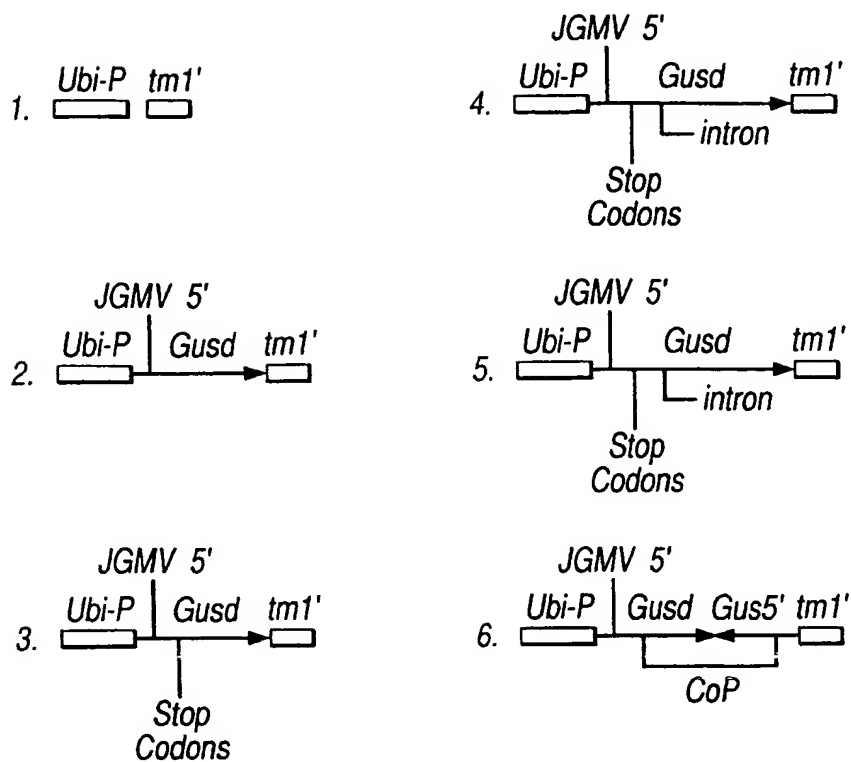 Ubi-P tm1'
1.
JGMV 5'
Ubi-P Gusd tm1'
2.
JGMV 5'
Ubi-P Gusd tm1'
3.
Stop
Codons
JGMV 5'
Ubi-P Gusd tm1'
4.
intron
Stop
Codons
JGMV 5'
Ubi-P Gusd tm1'
5.
intron
Stop
Codons
JGMV 5'
Ubi-P Gusd Gus5' tm1'
6.
CoP